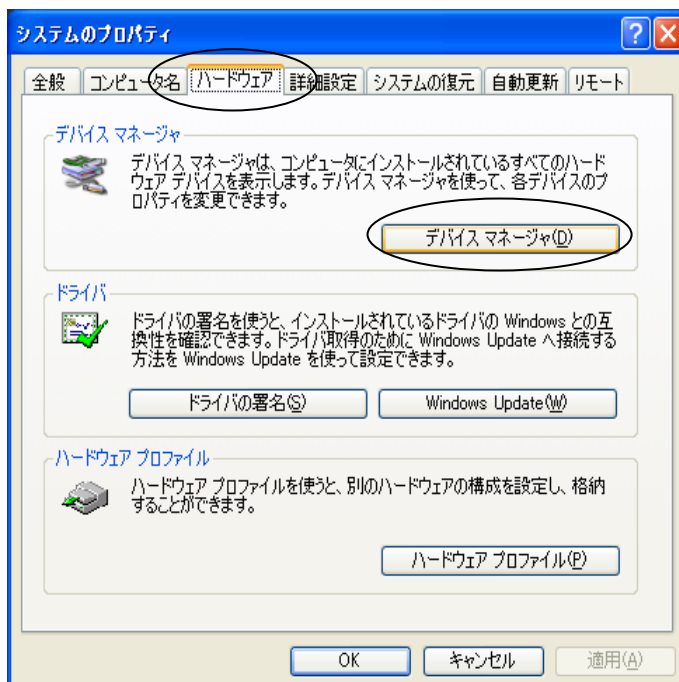 システムのプロパティ
全般 コンピュータ名 ハードウェア 詳細設定 システムの復元 自動更新 リモート
デバイス マネージャ
デバイス マネージャは、コンピュータにインストールされているすべてのハード
ウェア デバイスを表示します。デバイス マネージャを使って、各デバイスのプ
ロパティを変更できます。
デバイス マネージャ(D)
ドライバ
ドライバの署名を使うと、インストールされているドライバの Windows との互
換性を確認できます。ドライバ取得のために Windows Update へ接続する
方法を Windows Update を使って設定できます。
ドライバの署名(S) Windows Update(W)
ハードウェア プロファイル
ハードウェア プロファイルを使うと、別のハードウェアの構成を設定し、格納
することができます。
ハードウェア プロファイル(P)
OK キャンセル 適用(A)